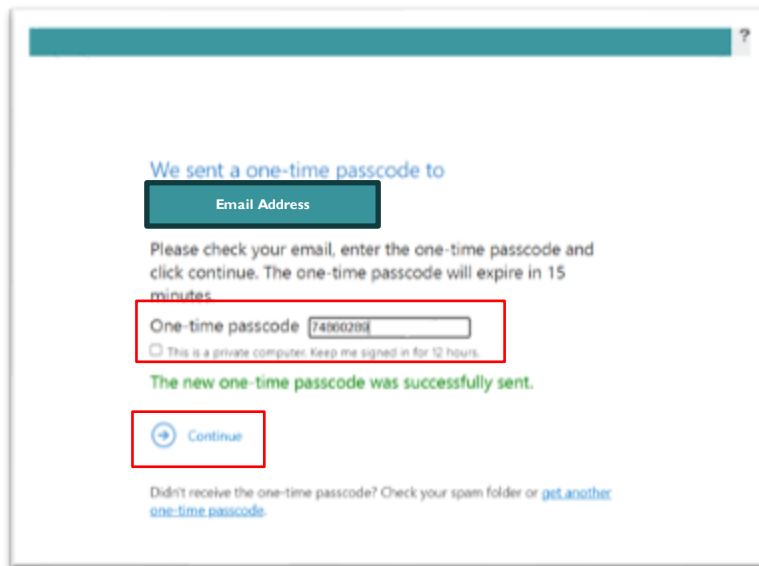 ?
We sent a one-time passcode to
Email Address
Please check your email, enter the one-time passcode and
click continue. The one-time passcode will expire in 15
minutes.
One-time passcode 74860289
This is a private computer. Keep me signed in for 12 hours.
The new one-time passcode was successfully sent.
Continue
Didn't receive the one-time passcode? Check your spam folder or get another
one-time passcode.